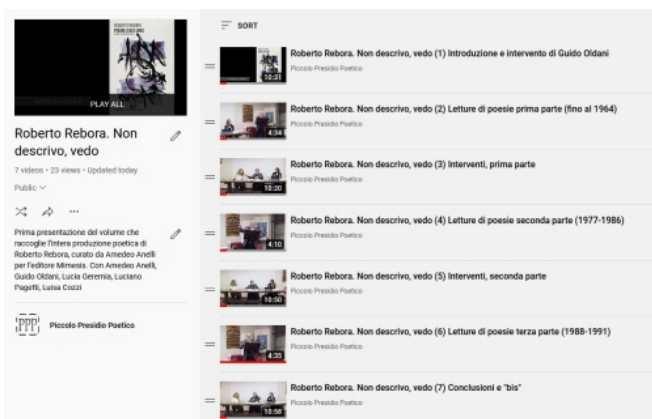 PLAY ALL
Roberto Rebora. Non
descrivo, vedo
7 videos • 23 views • Updated today
Public
Prima presentazione del volume che
raccoglie l'intera produzione poetica di
Roberto Rebora, curato da Amedeo Anelli
per l'editore Mimesis. Con Amedeo Anelli,
Guido Oldani, Lucia Geremia, Luciano
Pagetti, Luisa Cozzi
PPP
Piccolo Presidio Poetico
SORT
Roberto Rebora. Non descrivo, vedo (1) Introduzione e intervento di Guido Oldani
Piccolo Presidio Poetico
10:31
Roberto Rebora. Non descrivo, vedo (2) Letture di poesie prima parte (fino al 1964)
Piccolo Presidio Poetico
4:34
Roberto Rebora. Non descrivo, vedo (3) Interventi, prima parte
Piccolo Presidio Poetico
10:20
Roberto Rebora. Non descrivo, vedo (4) Letture di poesie seconda parte (1977-1986)
Piccolo Presidio Poetico
4:10
Roberto Rebora. Non descrivo, vedo (5) Interventi, seconda parte
Piccolo Presidio Poetico
10:50
Roberto Rebora. Non descrivo, vedo (6) Letture di poesie terza parte (1988-1991)
Piccolo Presidio Poetico
4:35
Roberto Rebora. Non descrivo, vedo (7) Conclusioni e "bis"
Piccolo Presidio Poetico
10:58